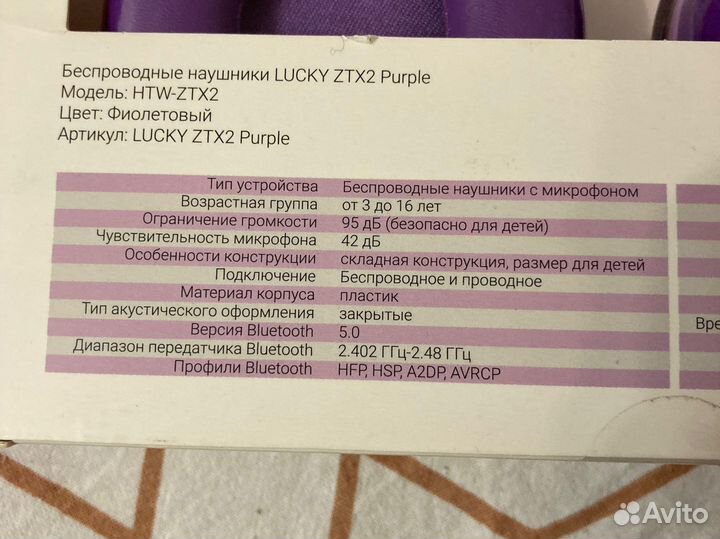 Беспроводные наушники LUCKY ZTX2 Purple
Модель: HTW-ZTX2
Цвет: Фиолетовый
Артикул: LUCKY ZTX2 Purple
Тип устройства Беспроводные наушники с микрофоном
Возрастная группа от 3 до 16 лет
Ограничение громкости 95 дБ (безопасно для детей)
Чувствительность микрофона 42 дБ
Особенности конструкции складная конструкция, размер для детей
Подключение Беспроводное и проводное
Материал корпуса пластик
Тип акустического оформления закрытые
Вре
Версия Bluetooth 5.0
Диапазон передатчика Bluetooth 2.402 ГГц-2.48 ГГц
Профили Bluetooth HFP, HSP, A2DP, AVRCP
Avito